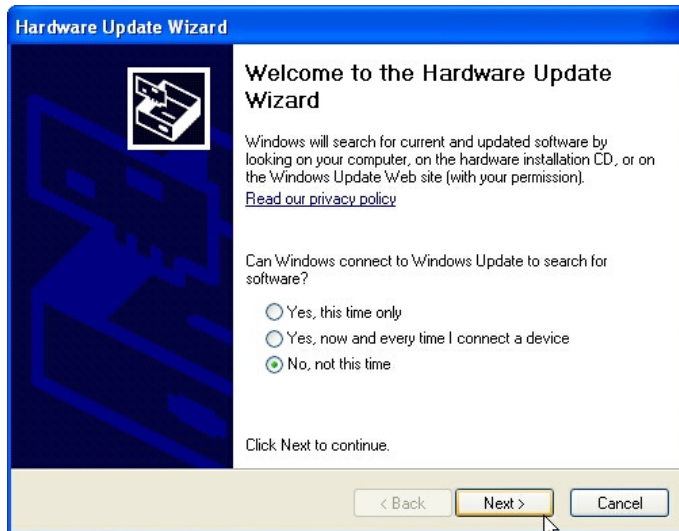 Hardware Update Wizard
Welcome to the Hardware Update
Wizard
Windows will search for current and updated software by
looking on your computer, on the hardware installation CD, or on
the Windows Update Web site (with your permission).
Read our privacy policy
Can Windows connect to Windows Update to search for
software?
Yes, this time only
Yes, now and every time I connect a device
No, not this time
Click Next to continue.
< Back Next > Cancel